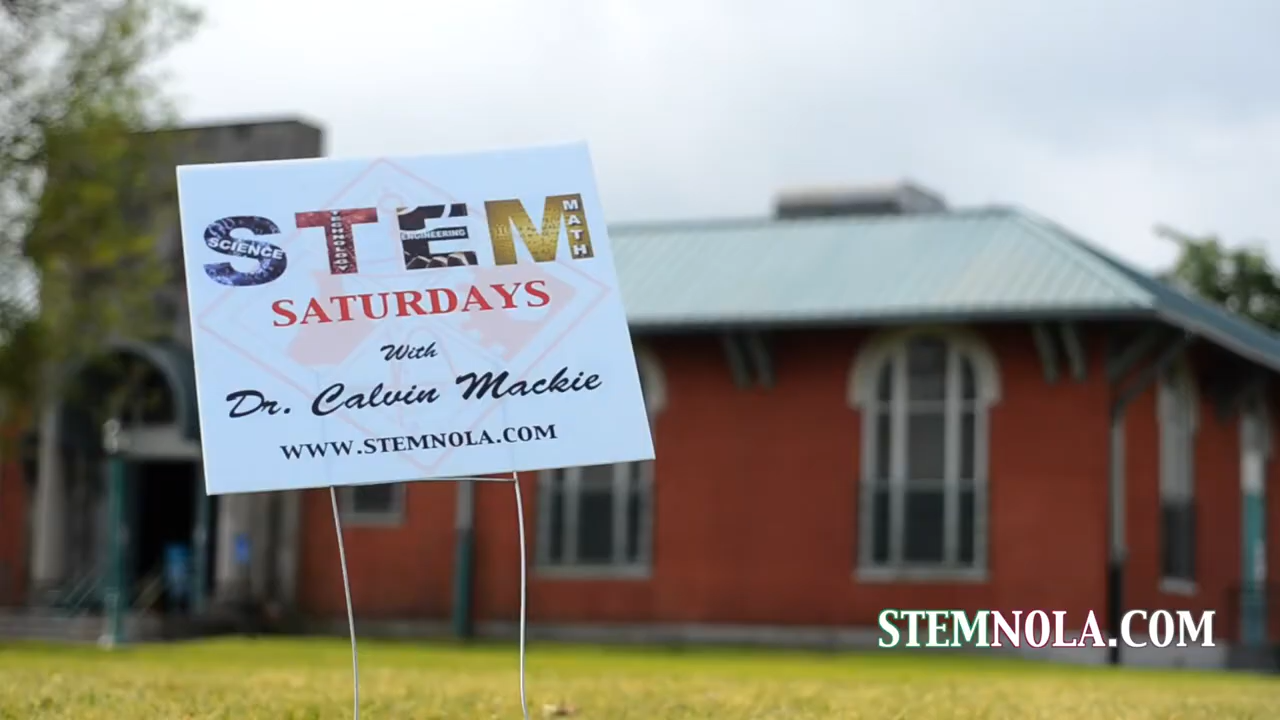 STEM
SCIENCE
TECHNOLOGY
ENGINEERING
MATH
SATURDAYS
With
Dr. Calvin Mackie
WWW.STEMNOLA.COM
STEMNOLA.COM